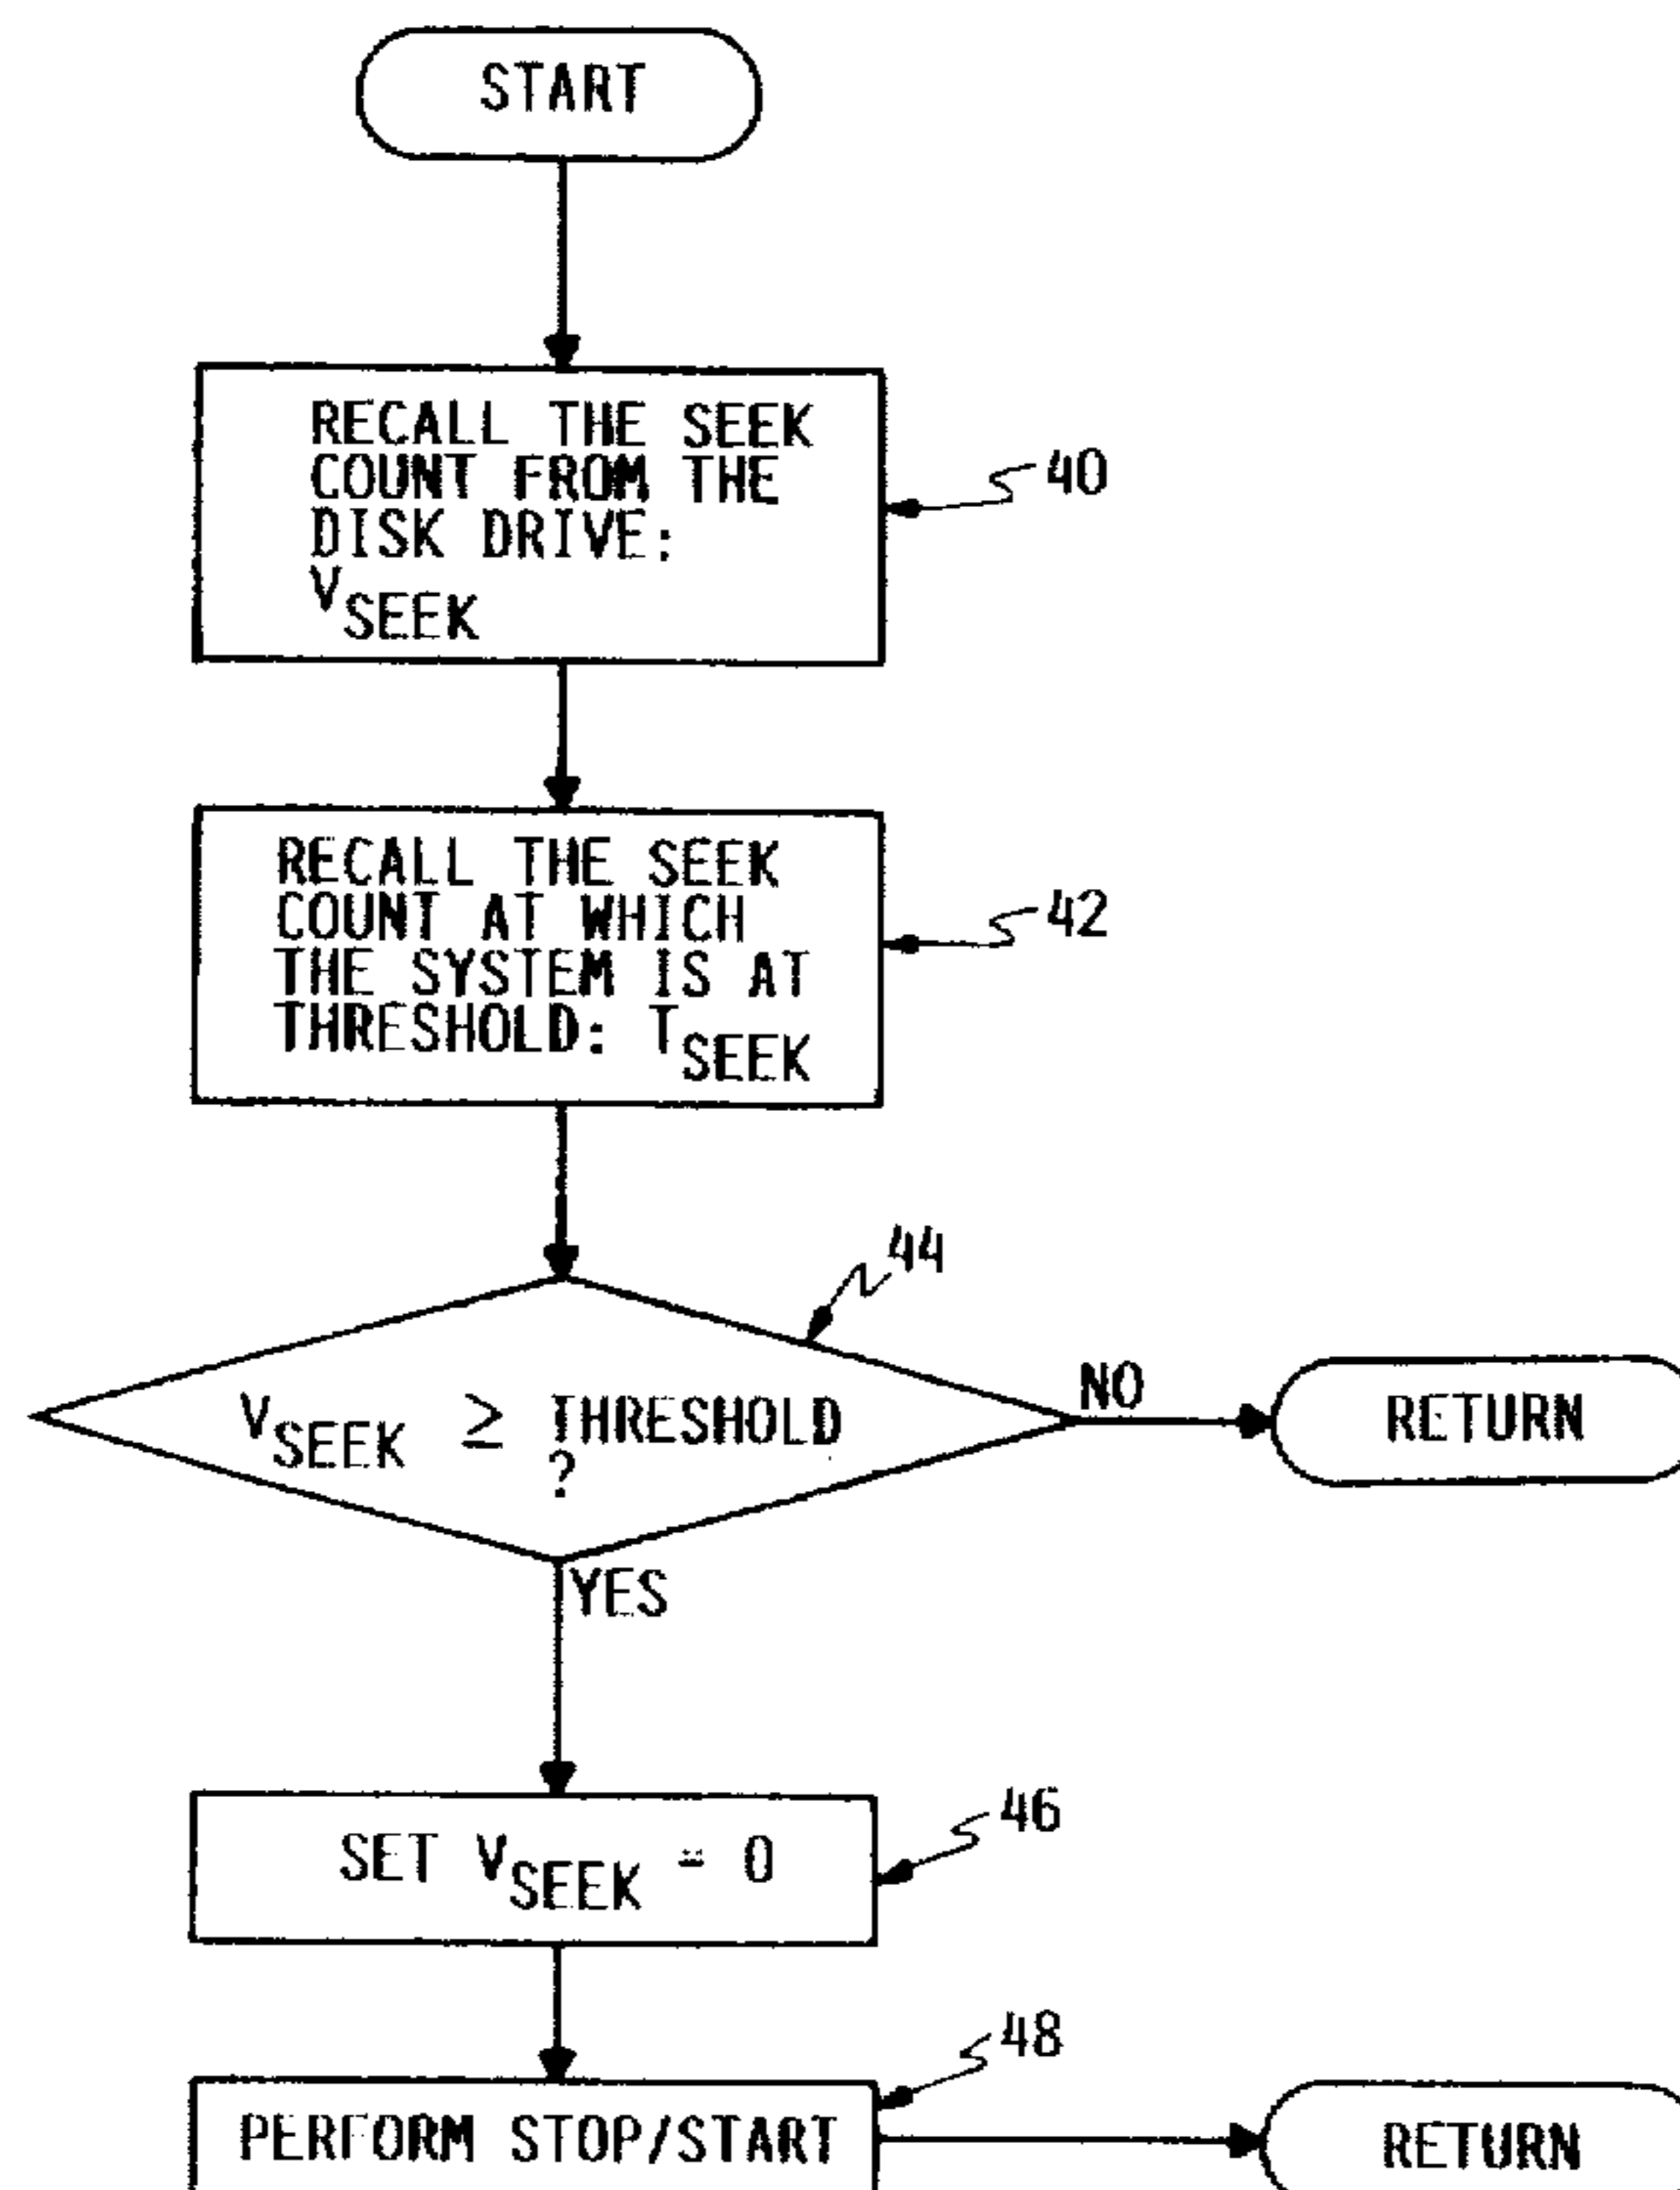 START
RECALL THE SEEK
COUNT FROM THE
DISK DRIVE:
VSEEK
40
RECALL THE SEEK
COUNT AT WHICH
THE SYSTEM IS AT
THRESHOLD: TSEEK
42
44
VSEEK ≥ THRESHOLD
?
NO
RETURN
YES
SET VSEEK = 0
46
48
PERFORM STOP/START
RETURN